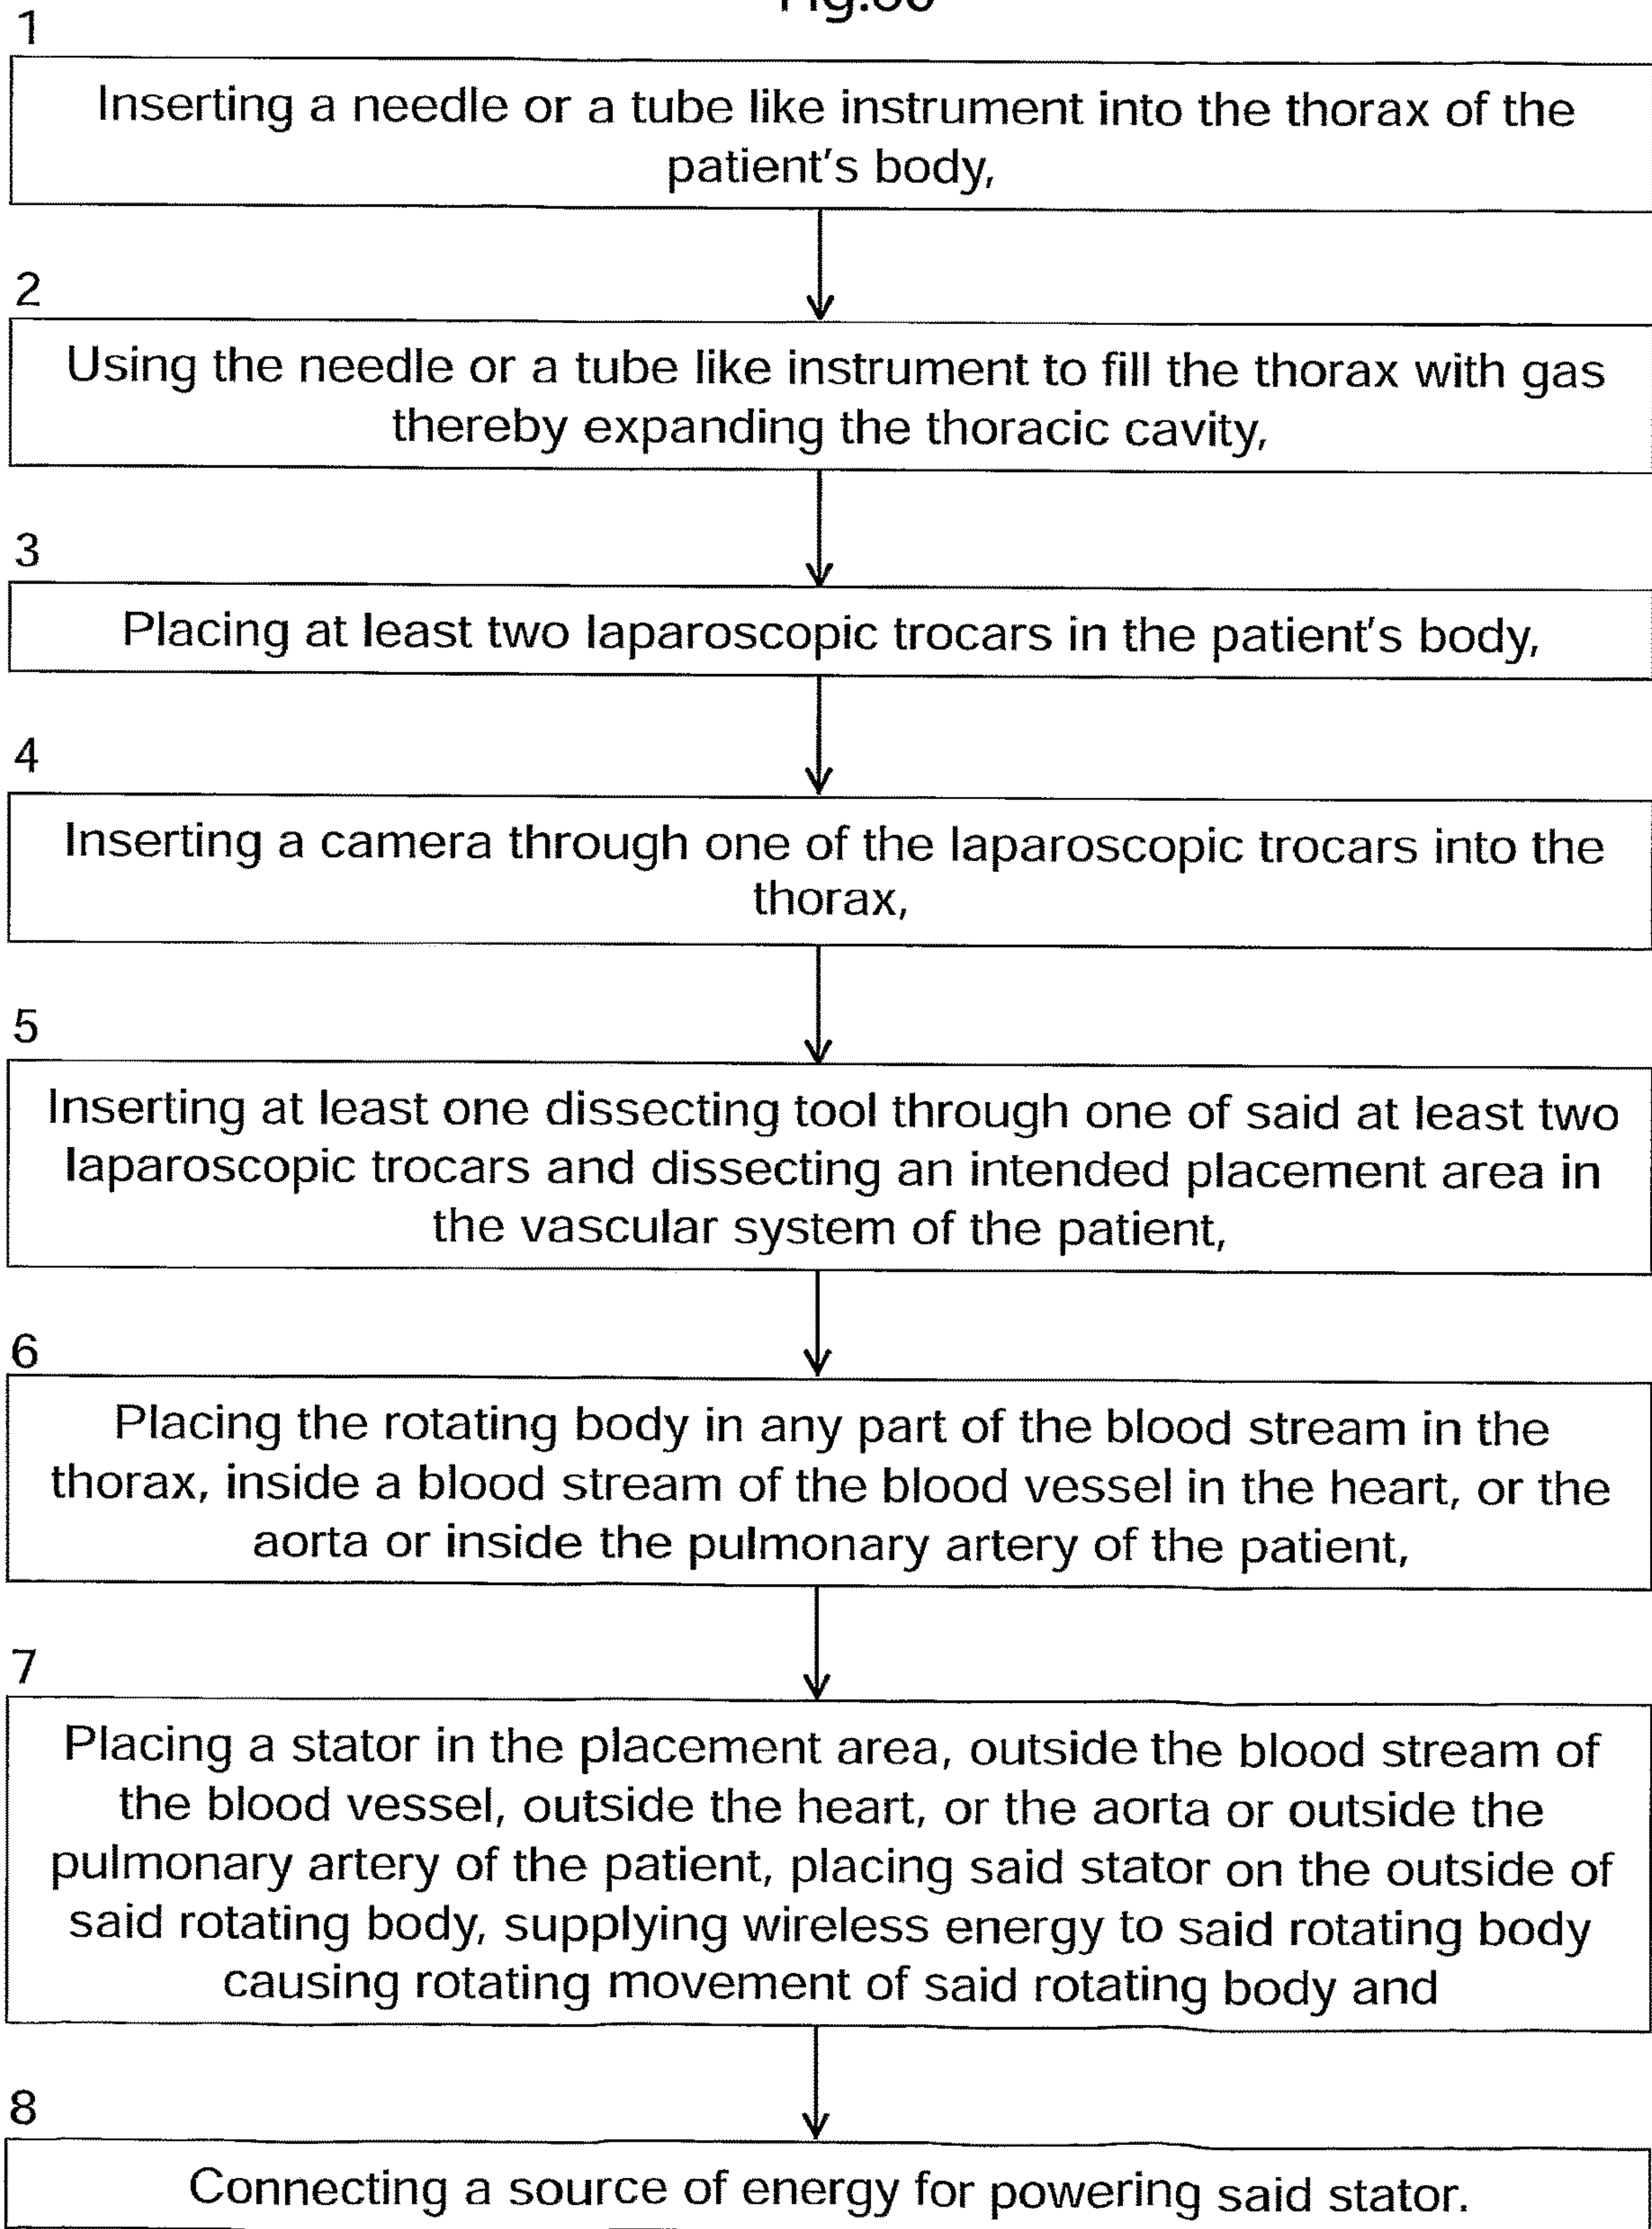 1
Inserting a needle or a tube like instrument into the thorax of the
patient's body,
2
Using the needle or a tube like instrument to fill the thorax with gas
thereby expanding the thoracic cavity,
3
Placing at least two laparoscopic trocars in the patient's body,
4
Inserting a camera through one of the laparoscopic trocars into the
thorax,
5
Inserting at least one dissecting tool through one of said at least two
laparoscopic trocars and dissecting an intended placement area in
the vascular system of the patient,
6
Placing the rotating body in any part of the blood stream in the
thorax, inside a blood stream of the blood vessel in the heart, or the
aorta or inside the pulmonary artery of the patient,
7
Placing a stator in the placement area, outside the blood stream of
the blood vessel, outside the heart, or the aorta or outside the
pulmonary artery of the patient, placing said stator on the outside of
said rotating body, supplying wireless energy to said rotating body
causing rotating movement of said rotating body and
8
Connecting a source of energy for powering said stator.